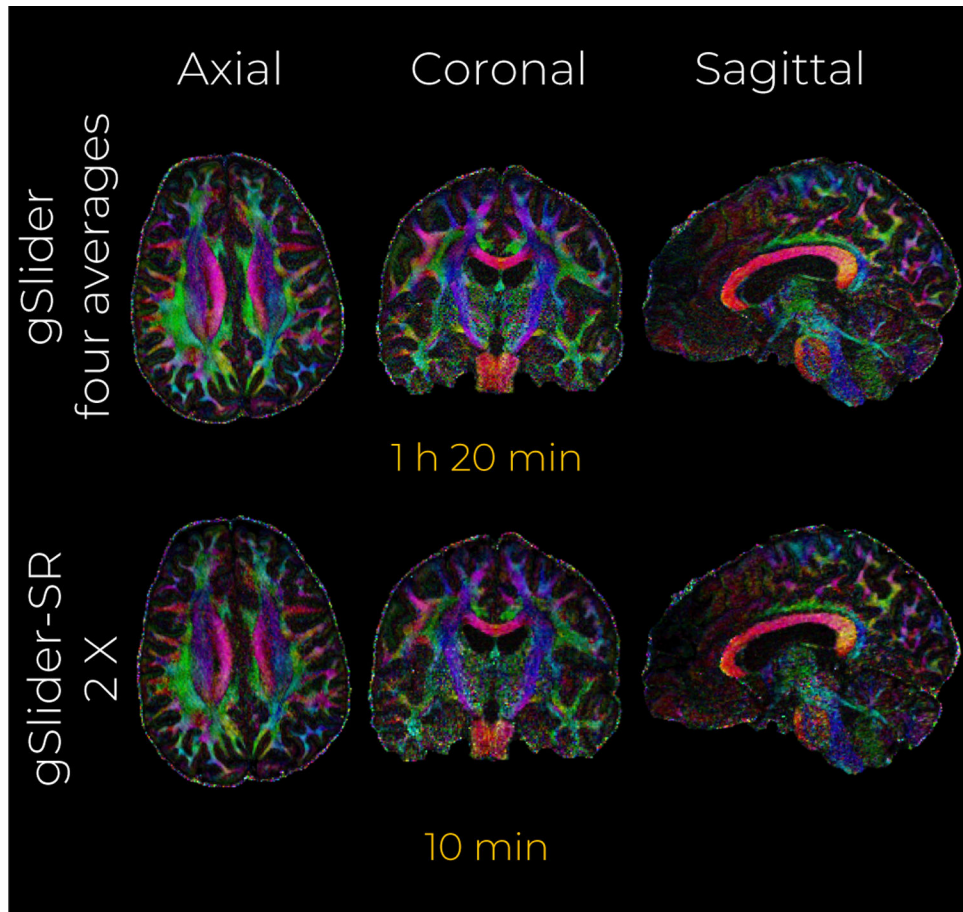 Axial Coronal Sagittal
gSlider
four averages
1 h 20 min
gSlider-SR
2 X
10 min